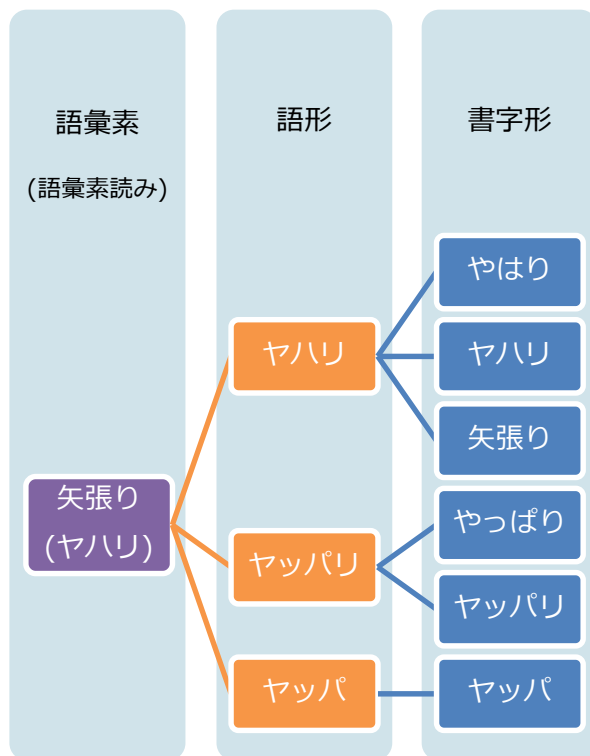 語彙素
(語彙素読み)
語形
書字形
矢張り
(ヤハリ)
ヤハリ
ヤッパリ
ヤッパ
やはり
ヤハリ
矢張り
やっぱり
ヤッパリ
ヤッパ